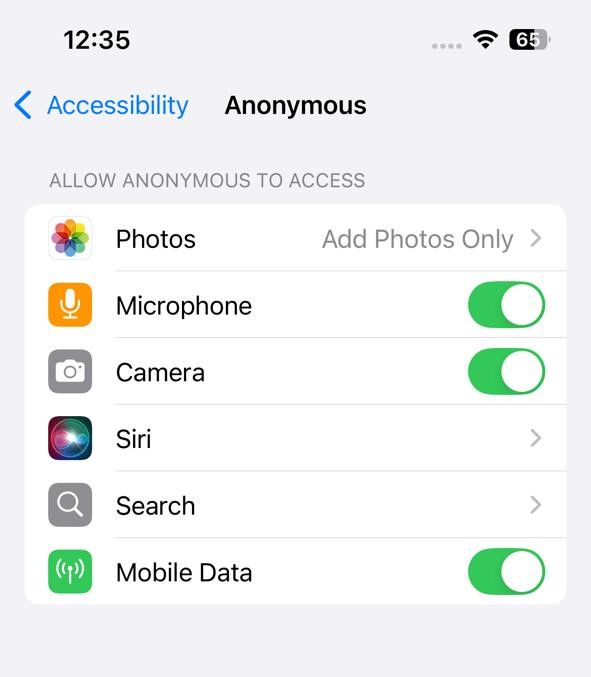 12:35
65
Accessibility Anonymous
ALLOW ANONYMOUS TO ACCESS
Photos Add Photos Only
Microphone
Camera
Siri
Search
Mobile Data